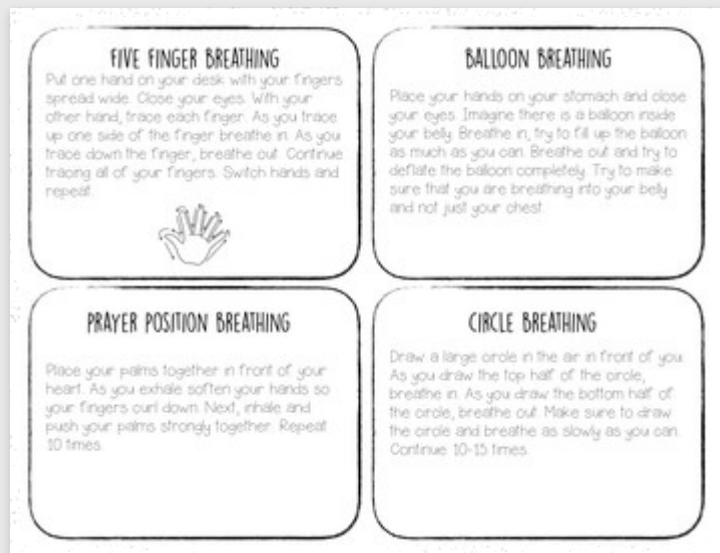 FIVE FINGER BREATHING
Put one hand on your desk with your fingers
spread wide. Close your eyes. With your
other hand, trace each finger. As you trace
up one side of the finger breathe in. As you
trace down the finger, breathe out. Continue
tracing all of your fingers. Switch hands and
repeat.
BALLOON BREATHING
Place your hands on your stomach and close
your eyes. Imagine there is a balloon inside
your belly. Breathe in, try to fill up the balloon
as much as you can. Breathe out and try to
deflate the balloon completely. Try to make
sure that you are breathing into your belly
and not just your chest.
PRAYER POSITION BREATHING
Place your palms together in front of your
heart. As you exhale soften your hands so
your fingers curl down. Next, inhale and
push your palms strongly together. Repeat
10 times.
CIRCLE BREATHING
Draw a large circle in the air in front of you.
As you draw the top half of the circle,
breathe in. As you draw the bottom half of
the circle, breathe out. Make sure to draw
the circle and breathe as slowly as you can.
Continue 10-15 times.